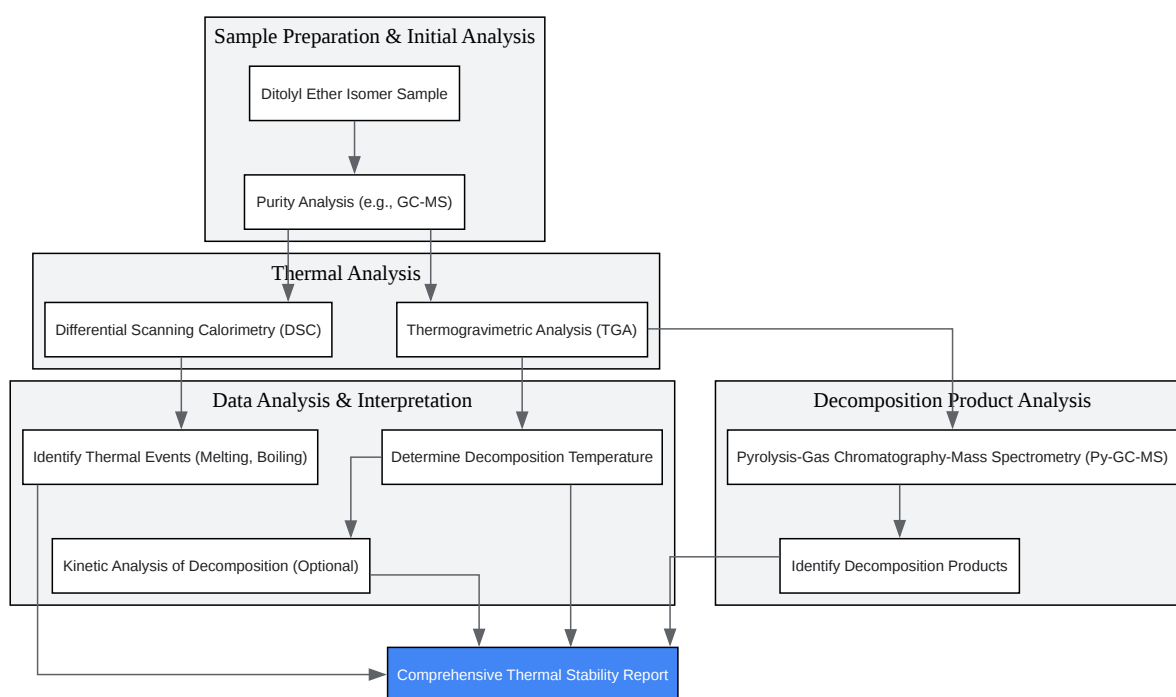 Sample Preparation & Initial Analysis
Ditolyl Ether Isomer Sample
Purity Analysis (e.g., GC-MS)
Thermal Analysis
Differential Scanning Calorimetry (DSC)
Thermogravimetric Analysis (TGA)
Data Analysis & Interpretation
Identify Thermal Events (Melting, Boiling)
Determine Decomposition Temperature
Kinetic Analysis of Decomposition (Optional)
Decomposition Product Analysis
Pyrolysis-Gas Chromatography-Mass Spectrometry (Py-GC-MS)
Identify Decomposition Products
Comprehensive Thermal Stability Report